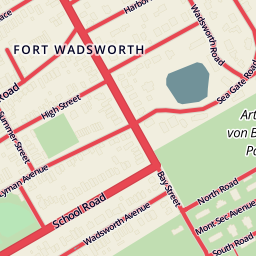 Harbor
Wadsworth Road
FORT WADSWORTH
Sea Gate Road
Road
High Street
Summer Street
Art
von B
Pa
Lyman Avenue
School Road
Bay Street
North Road
Wadsworth Avenue
Mont Sec Avenue
South Road